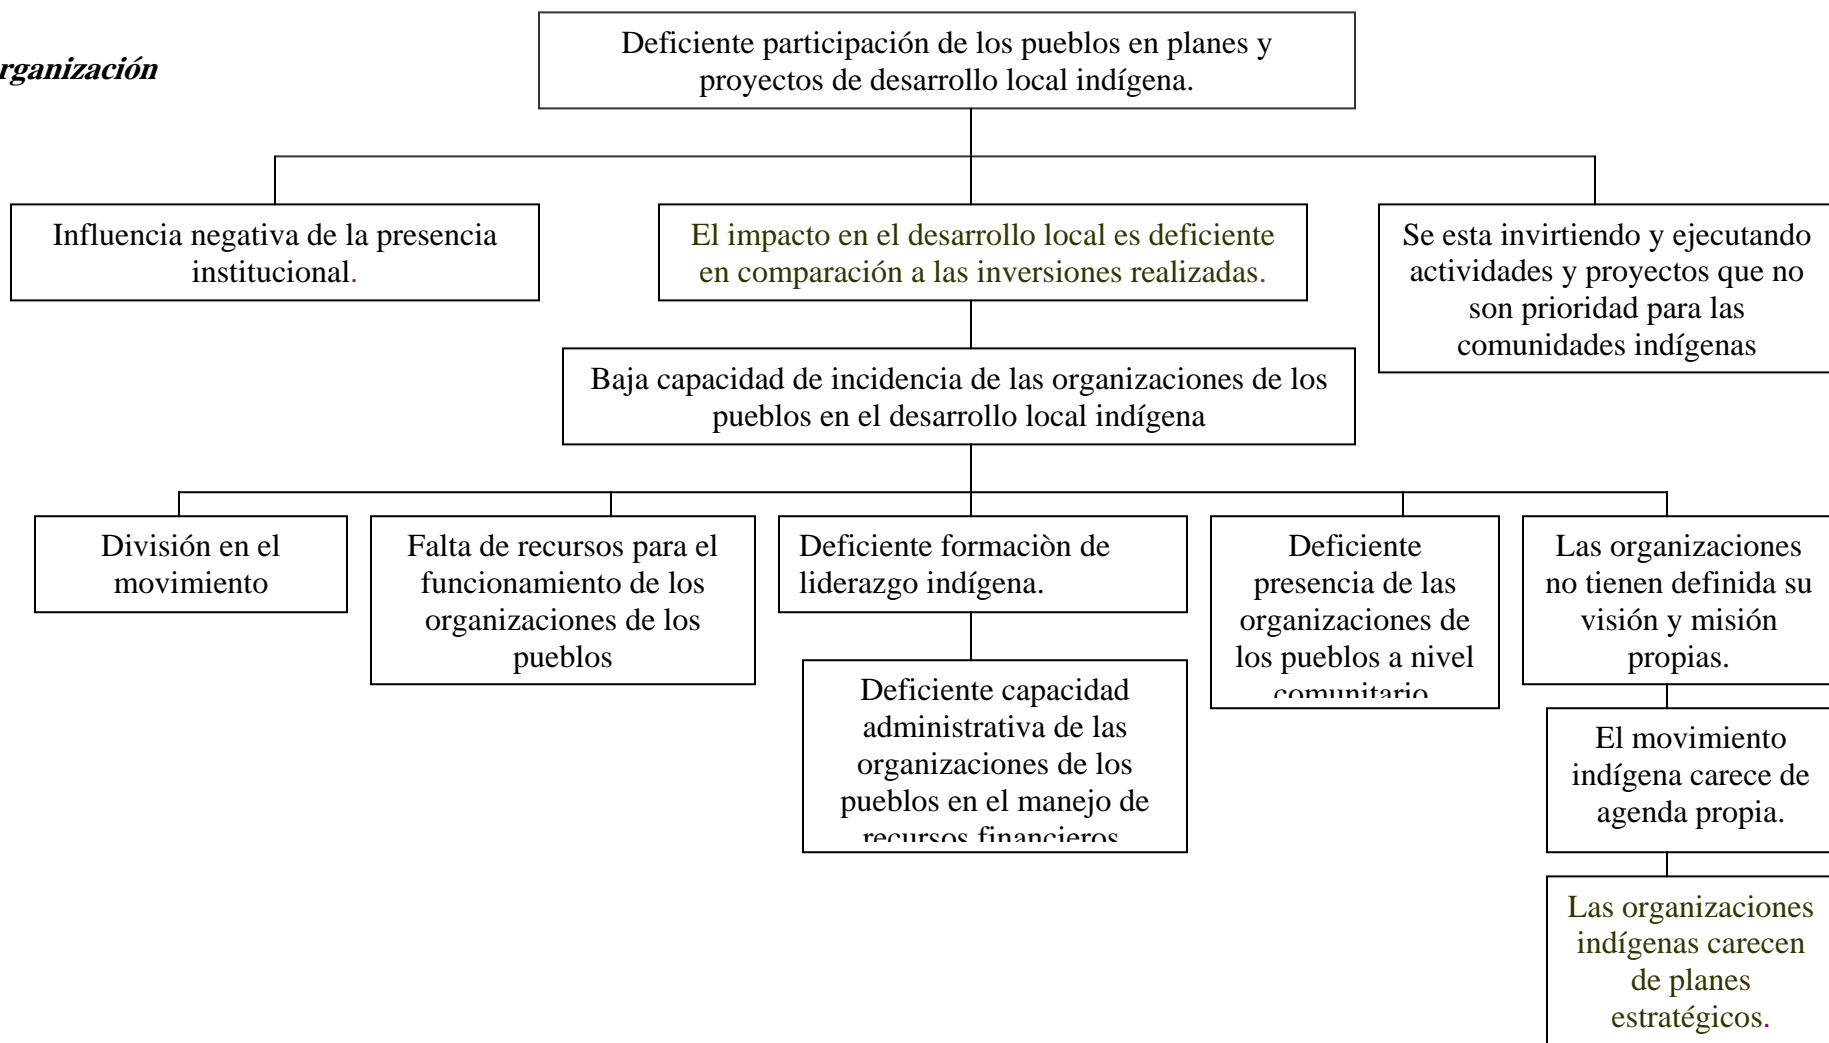 rganización
Deficiente participación de los pueblos en planes y
proyectos de desarrollo local indígena.
Influencia negativa de la presencia
institucional.
El impacto en el desarrollo local es deficiente
en comparación a las inversiones realizadas.
Se esta invirtiendo y ejecutando
actividades y proyectos que no
son prioridad para las
comunidades indígenas
Baja capacidad de incidencia de las organizaciones de los
pueblos en el desarrollo local indígena
División en el
movimiento
Falta de recursos para el
funcionamiento de los
organizaciones de los
pueblos
Deficiente formaciòn de
liderazgo indígena.
Deficiente
presencia de las
organizaciones de
los pueblos a nivel
comunitario
Las organizaciones
no tienen definida su
visión y misión
propias.
Deficiente capacidad
administrativa de las
organizaciones de los
pueblos en el manejo de
recursos financieros
El movimiento
indígena carece de
agenda propia.
Las organizaciones
indígenas carecen
de planes
estratégicos.